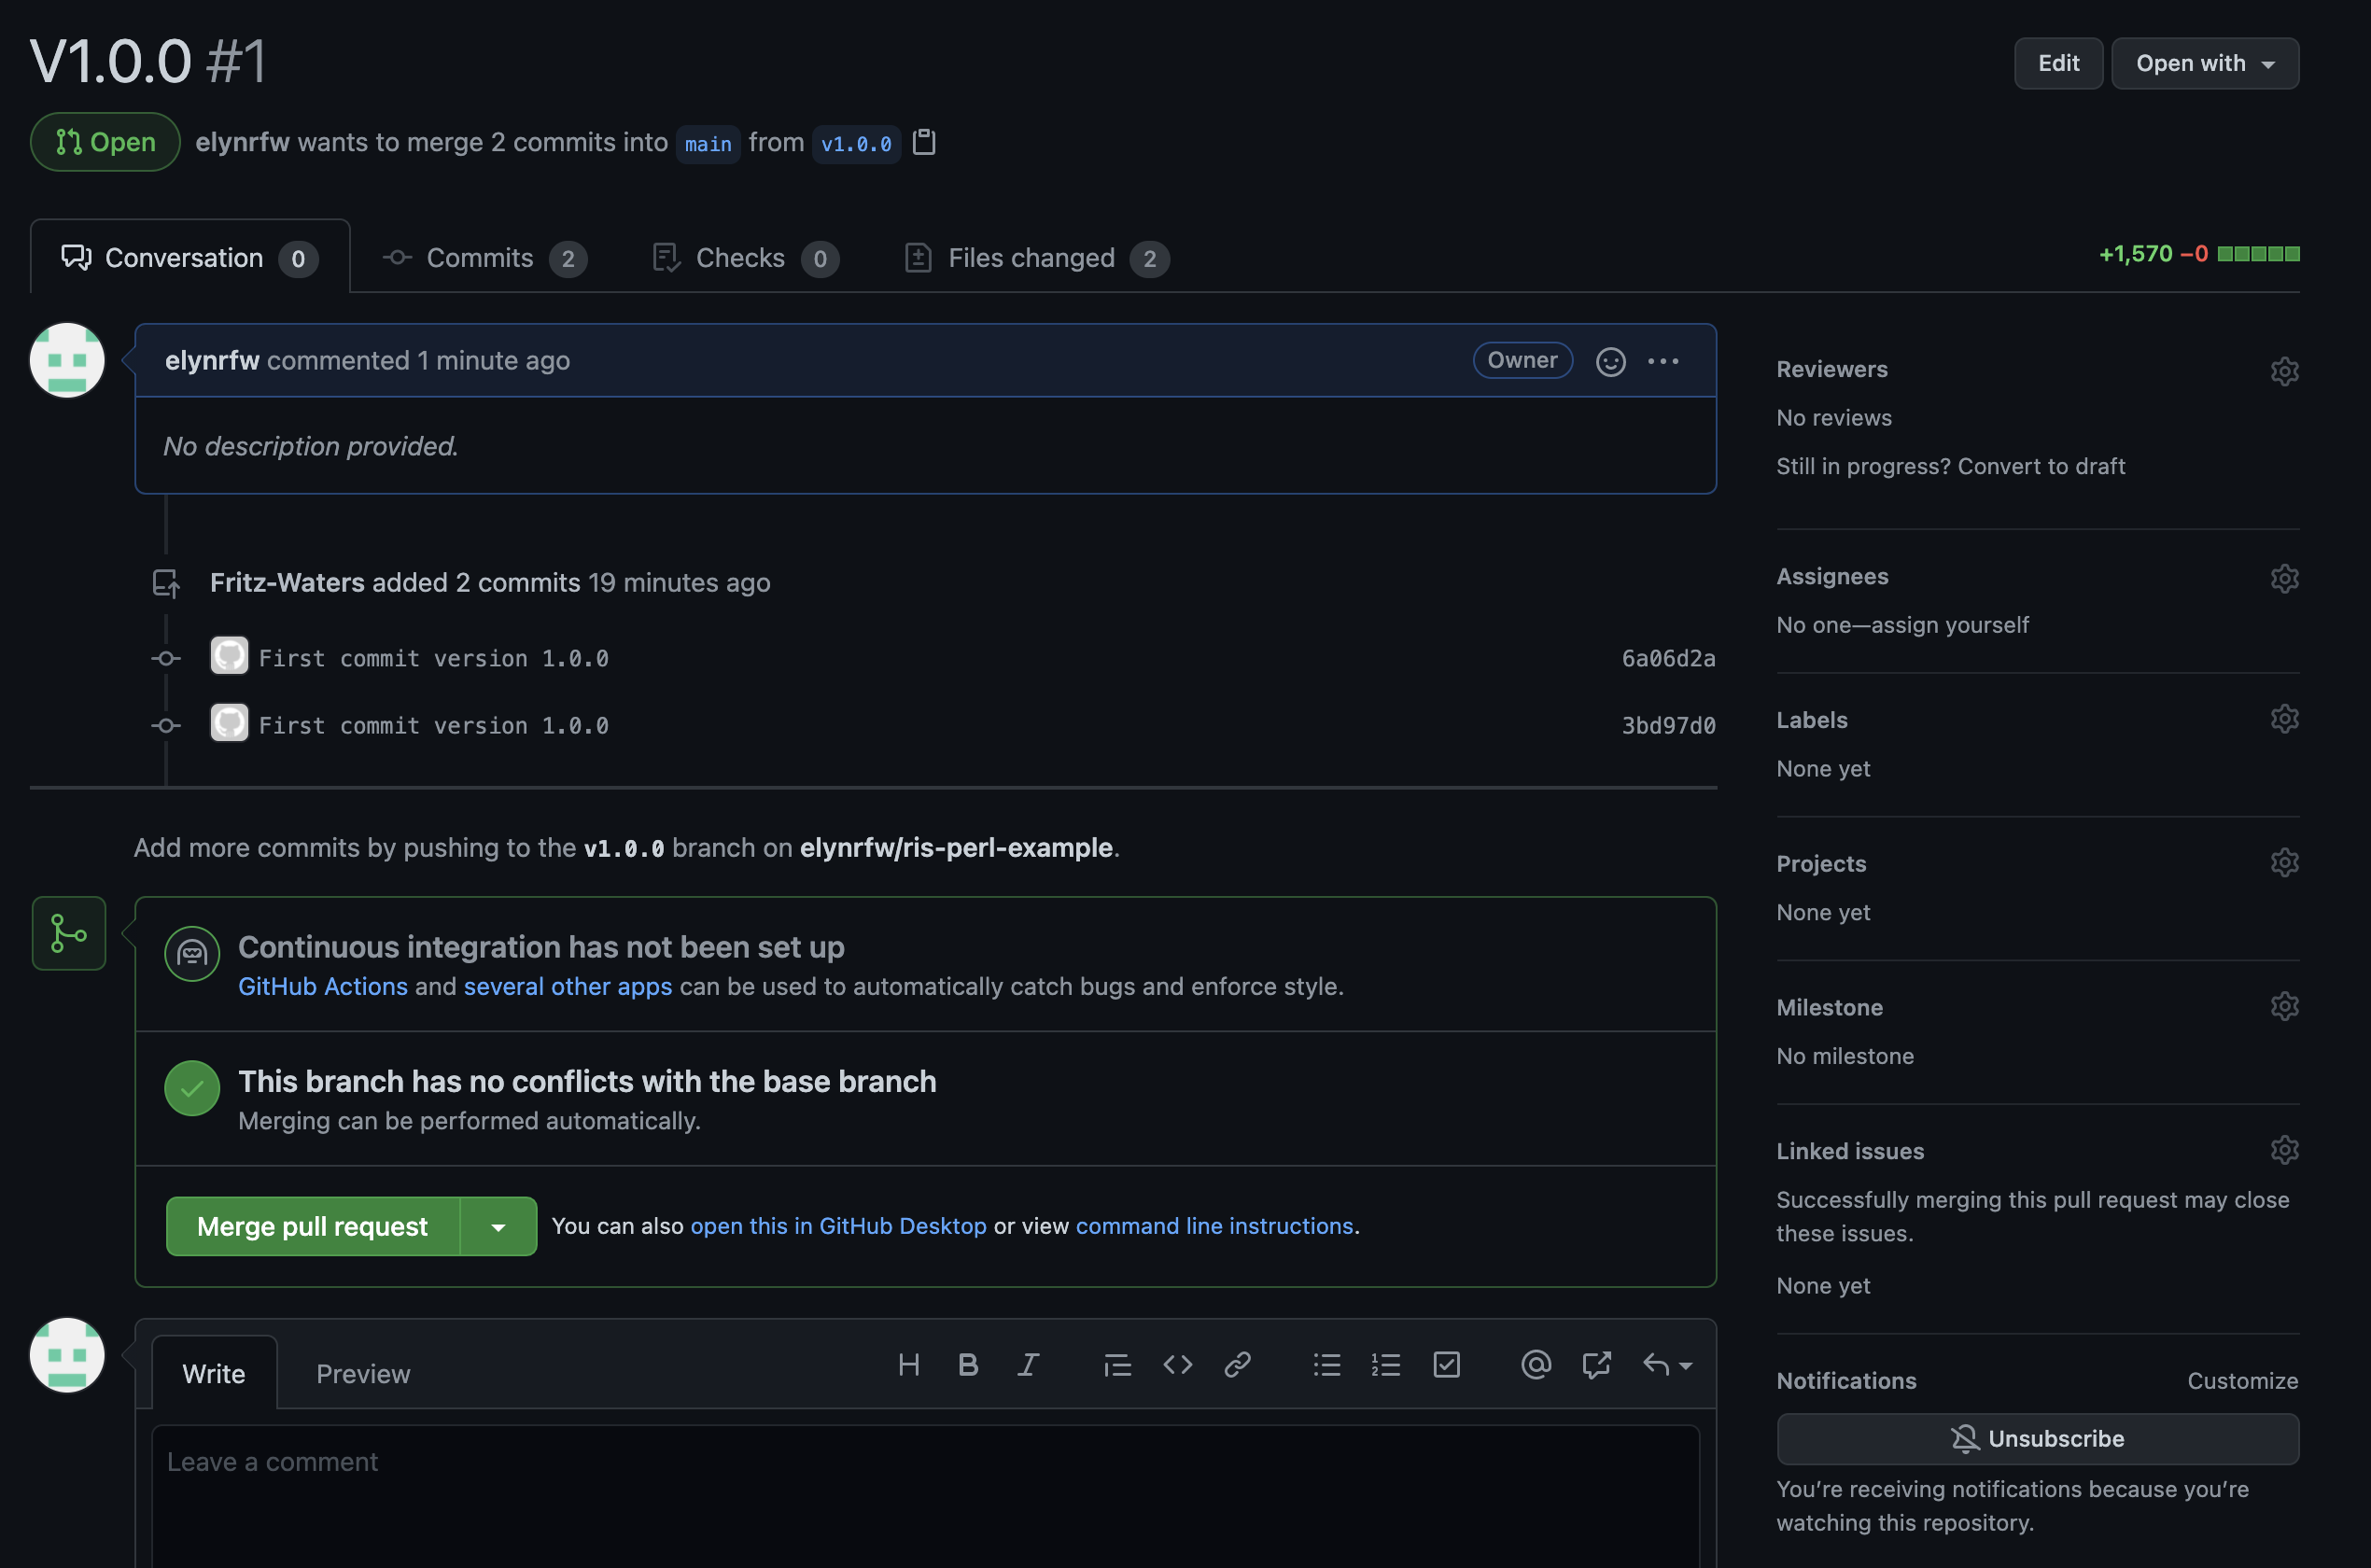 V1.0.0 #1
Edit
Open with
Open
elynrfw wants to merge 2 commits into main from v1.0.0
Conversation 0
Commits 2
Checks 0
Files changed 2
+1,570 −0
elynrfw commented 1 minute ago
Owner
No description provided.
Fritz-Waters added 2 commits 19 minutes ago
First commit version 1.0.0
6a06d2a
First commit version 1.0.0
3bd97d0
Add more commits by pushing to the v1.0.0 branch on elynrfw/ris-perl-example.
Continuous integration has not been set up
GitHub Actions and several other apps can be used to automatically catch bugs and enforce style.
This branch has no conflicts with the base branch
Merging can be performed automatically.
Merge pull request
You can also open this in GitHub Desktop or view command line instructions.
Write
Preview
Leave a comment
Reviewers
No reviews
Still in progress? Convert to draft
Assignees
No one—assign yourself
Labels
None yet
Projects
None yet
Milestone
No milestone
Linked issues
Successfully merging this pull request may close
these issues.
None yet
Notifications
Customize
Unsubscribe
You’re receiving notifications because you’re
watching this repository.